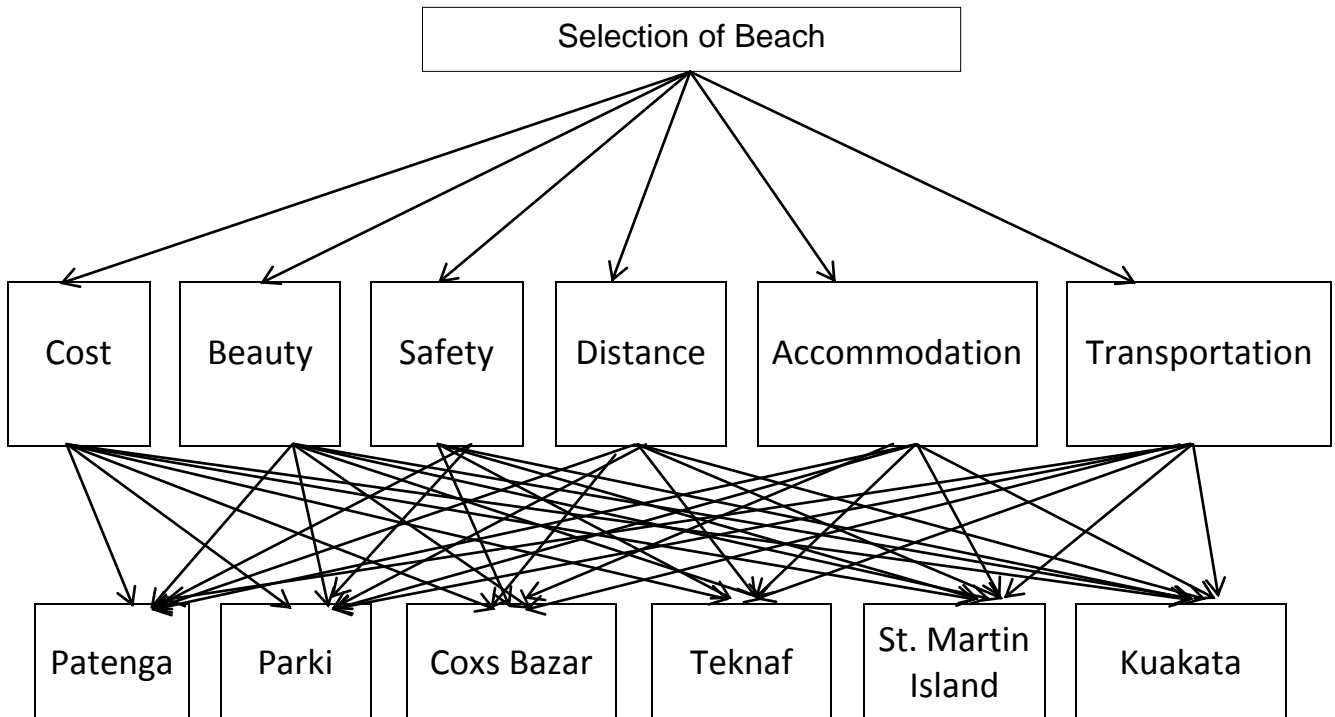 Selection of Beach
Cost
Beauty
Safety
Distance
Accommodation
Transportation
Patenga
Parki
Coxs Bazar
Teknaf
St. Martin
Island
Kuakata